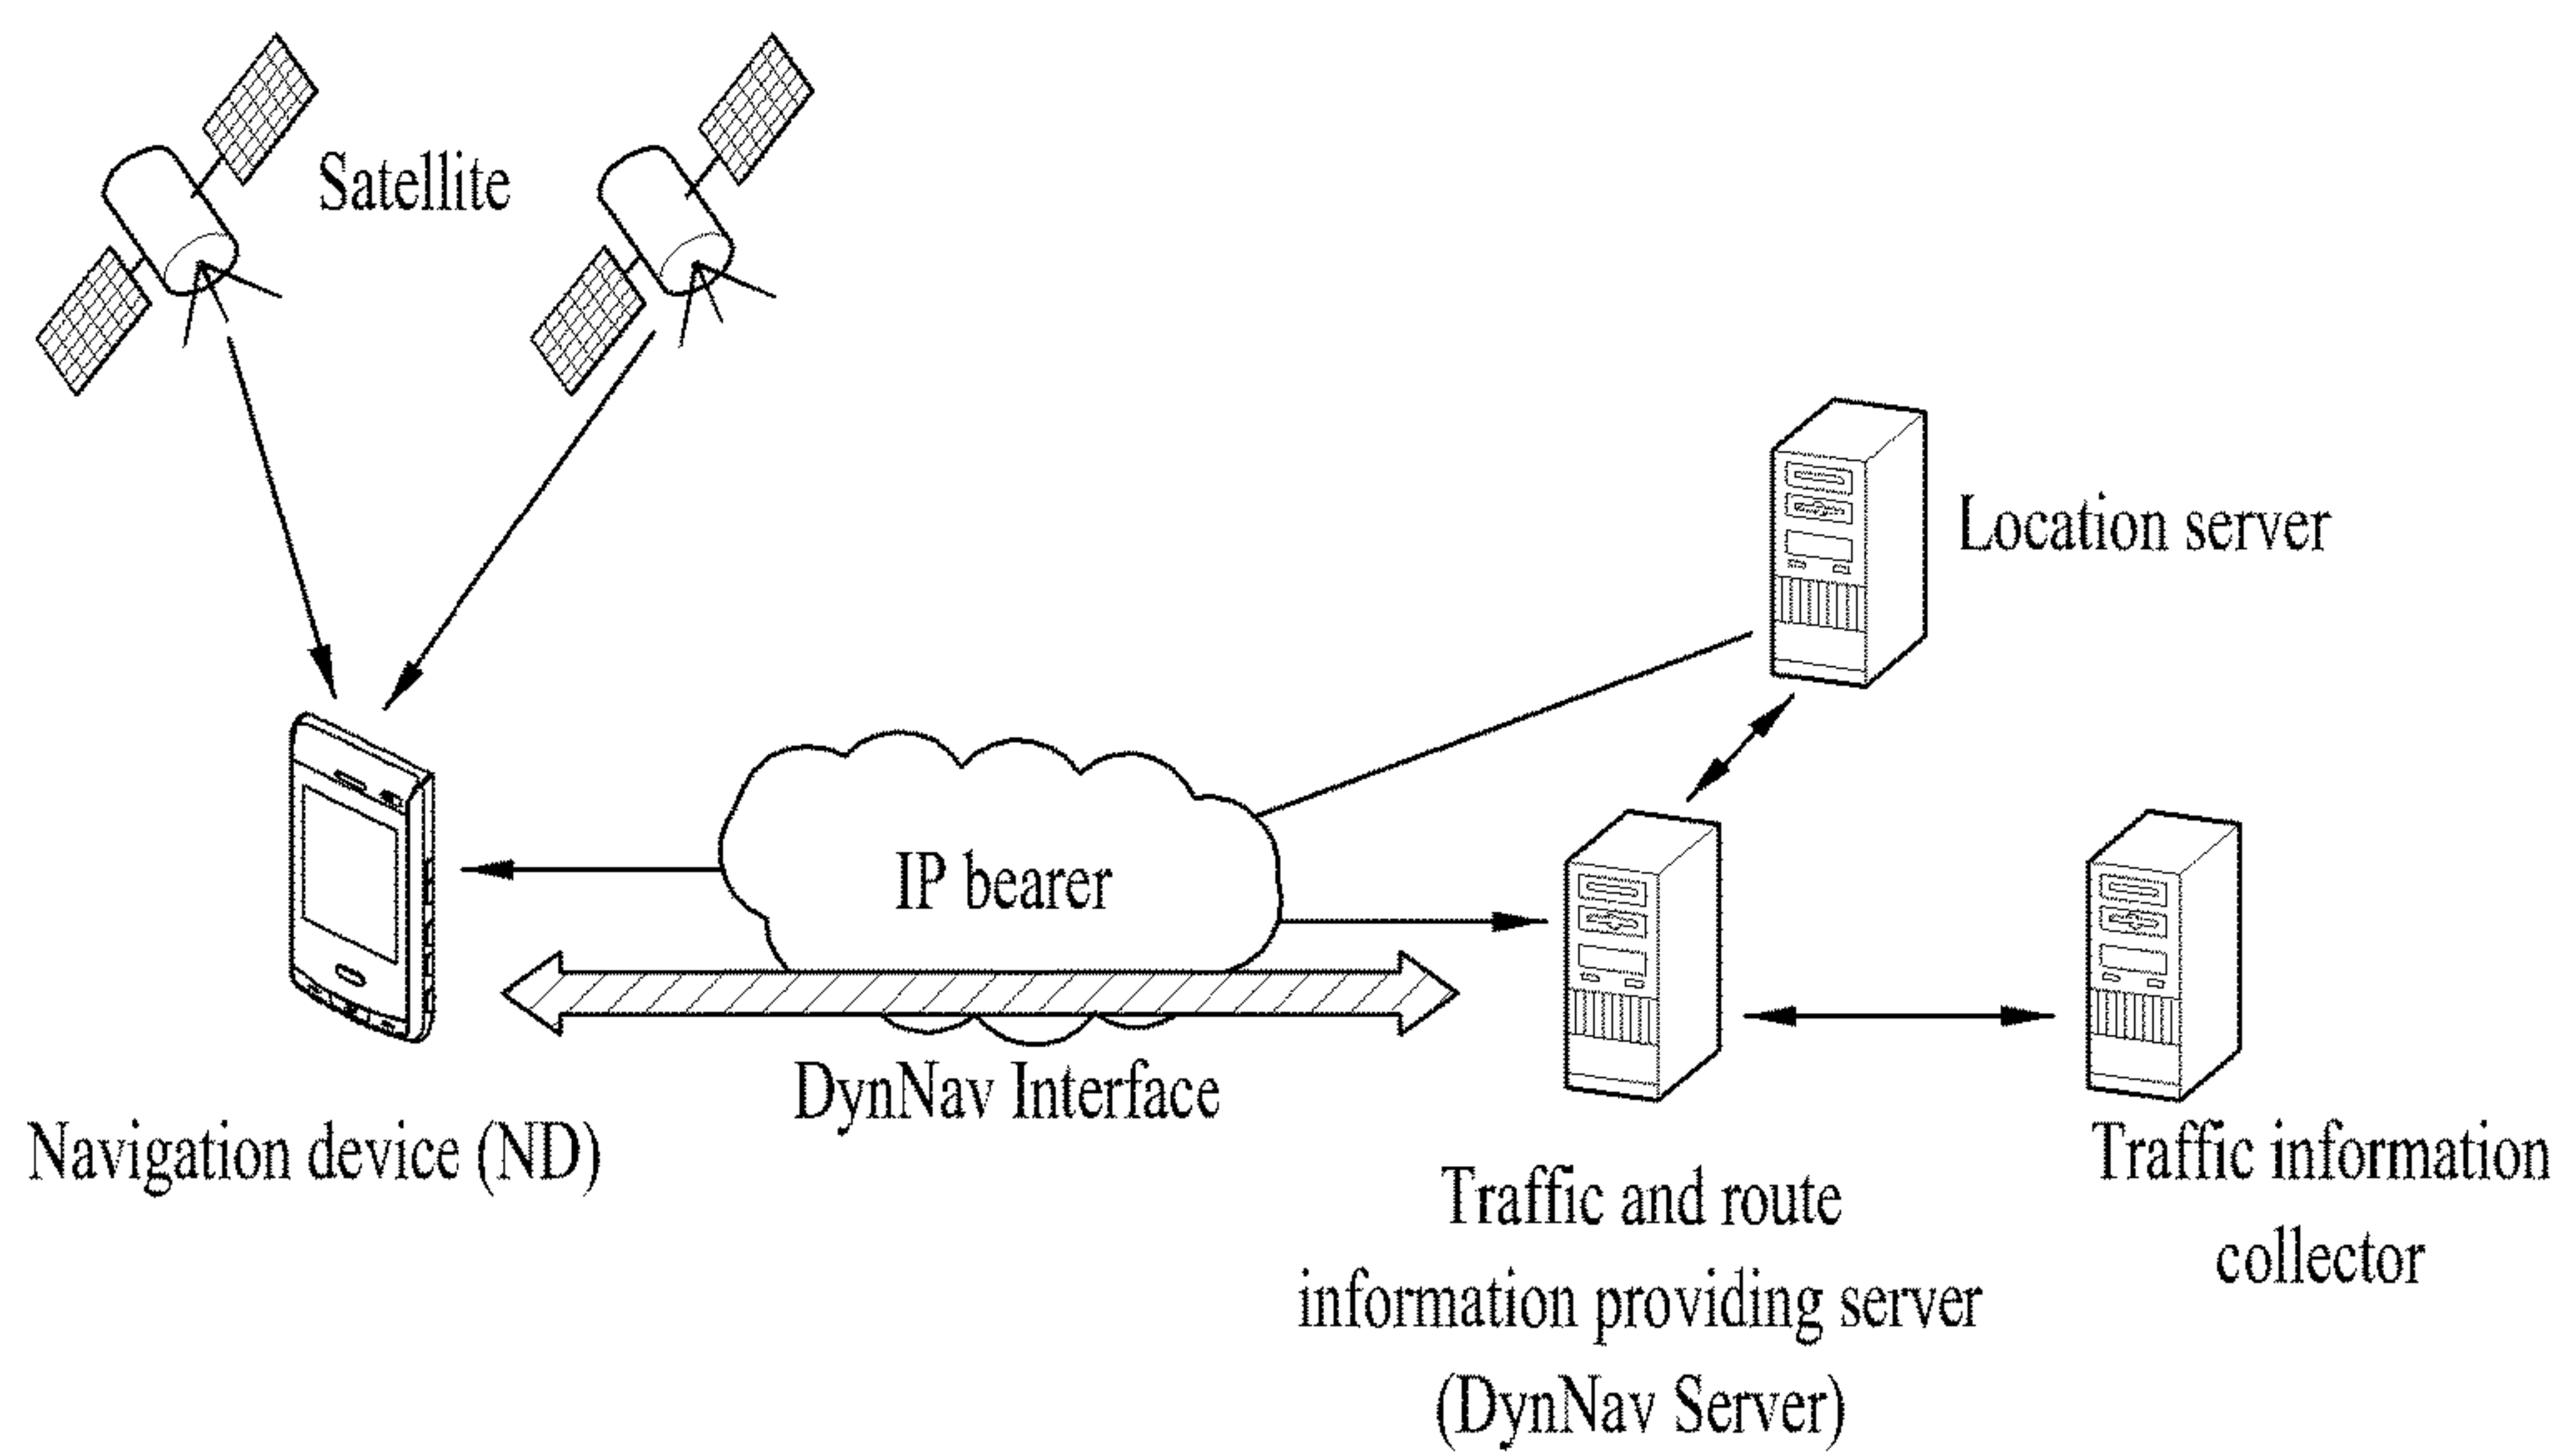 Satellite
Location server
IP bearer
DynNav Interface
Navigation device (ND)
Traffic and route
information providing server
(DynNav Server)
Traffic information
collector